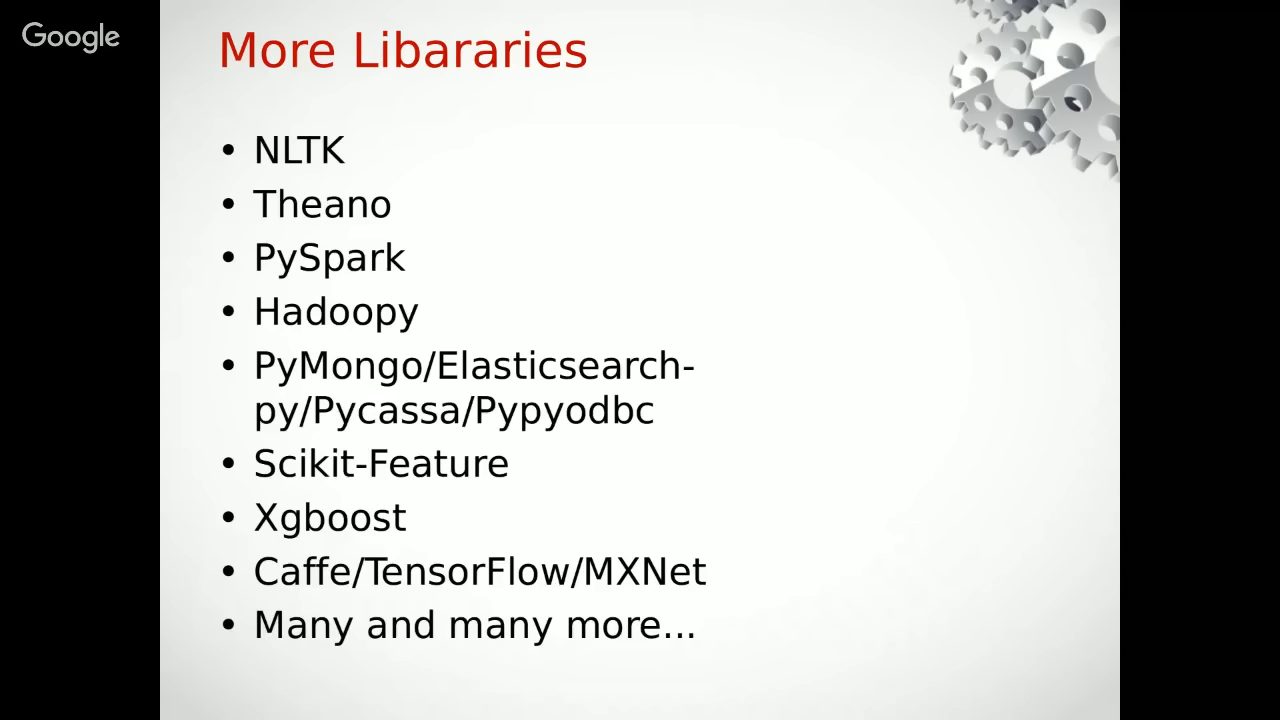 Google
More Libararies
• NLTK
• Theano
• PySpark
• Hadoopy
• PyMongo/Elasticsearch-
py/Pycassa/Pypyodbc
• Scikit-Feature
• Xgboost
• Caffe/TensorFlow/MXNet
• Many and many more...